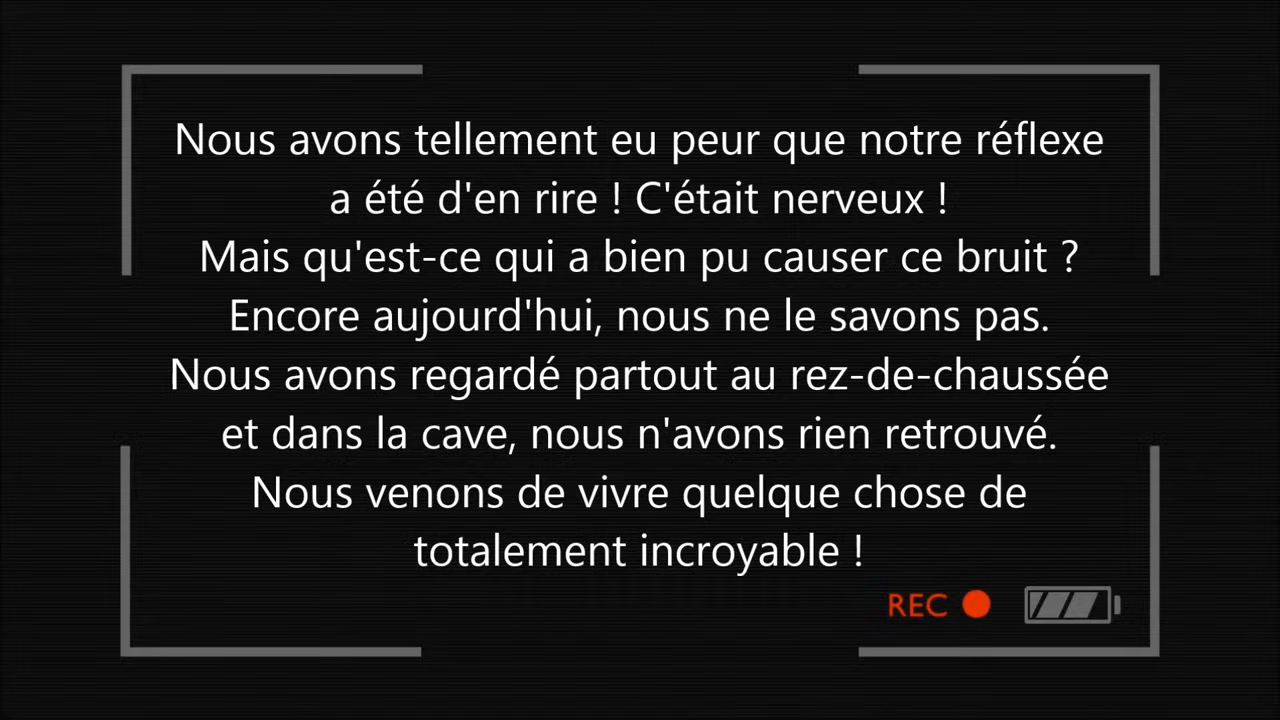 Nous avons tellement eu peur que notre réflexe
a été d'en rire ! C'était nerveux !
Mais qu'est-ce qui a bien pu causer ce bruit ?
Encore aujourd'hui, nous ne le savons pas.
Nous avons regardé partout au rez-de-chaussée
et dans la cave, nous n'avons rien retrouvé.
Nous venons de vivre quelque chose de
totalement incroyable !
REC